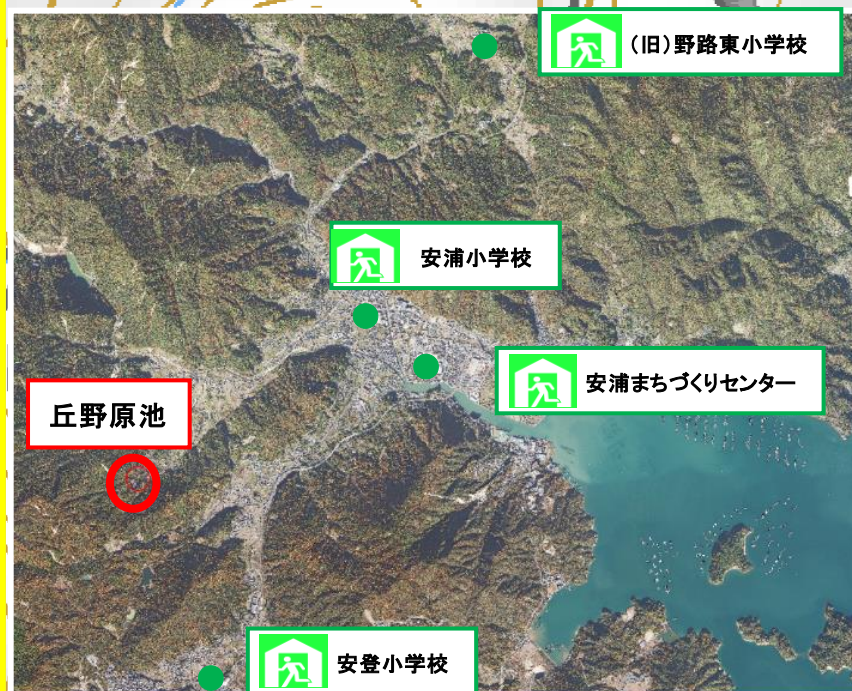 (旧)野路東小学校
安浦小学校
安浦まちづくりセンター
丘野原池
安登小学校